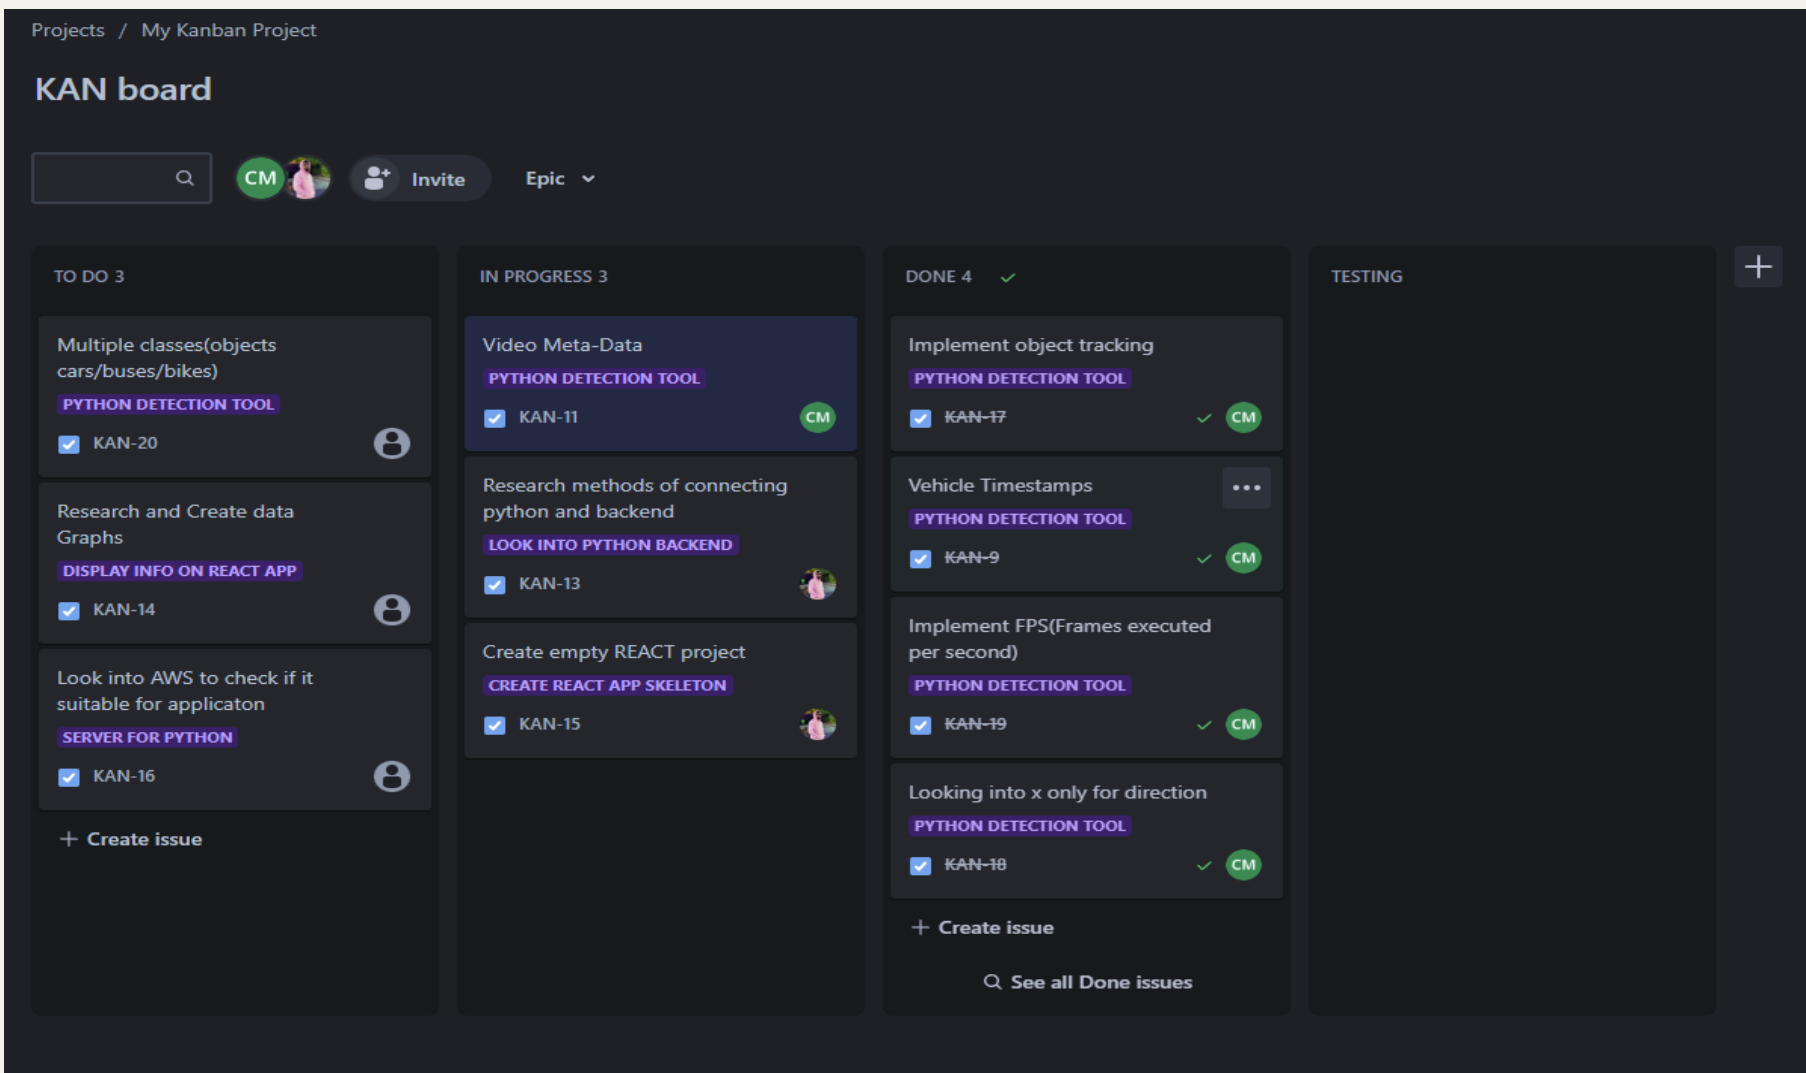 Projects / My Kanban Project
KAN board
CM
Invite
Epic
TO DO 3
Multiple classes(objects
cars/buses/bikes)
PYTHON DETECTION TOOL
KAN-20
Research and Create data
Graphs
DISPLAY INFO ON REACT APP
KAN-14
Look into AWS to check if it
suitable for applicaton
SERVER FOR PYTHON
KAN-16
+ Create issue
IN PROGRESS 3
Video Meta-Data
PYTHON DETECTION TOOL
KAN-11 CM
Research methods of connecting
python and backend
LOOK INTO PYTHON BACKEND
KAN-13
Create empty REACT project
CREATE REACT APP SKELETON
KAN-15
DONE 4
Implement object tracking
PYTHON DETECTION TOOL
KAN-17 CM
Vehicle Timestamps
PYTHON DETECTION TOOL
KAN-9 CM
Implement FPS(Frames executed
per second)
PYTHON DETECTION TOOL
KAN-19 CM
Looking into x only for direction
PYTHON DETECTION TOOL
KAN-18 CM
+ Create issue
See all Done issues
TESTING